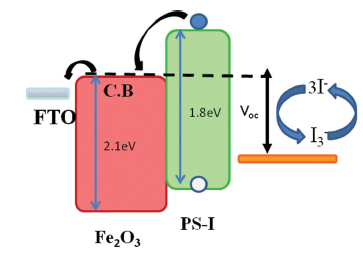 C.B
FTO
2.1eV
Fe₂O₃
1.8eV
PS-I
Voc
3I⁻
I₃⁻